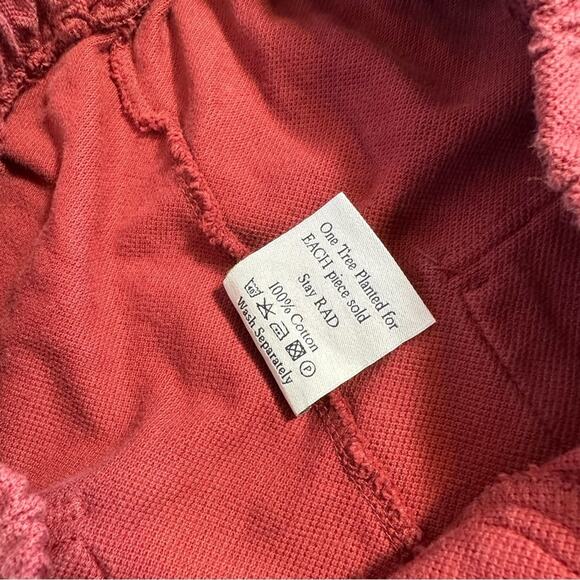 One Tree Planted for
EACH piece sold
Stay RAD
100% Cotton
P
Wash Separately